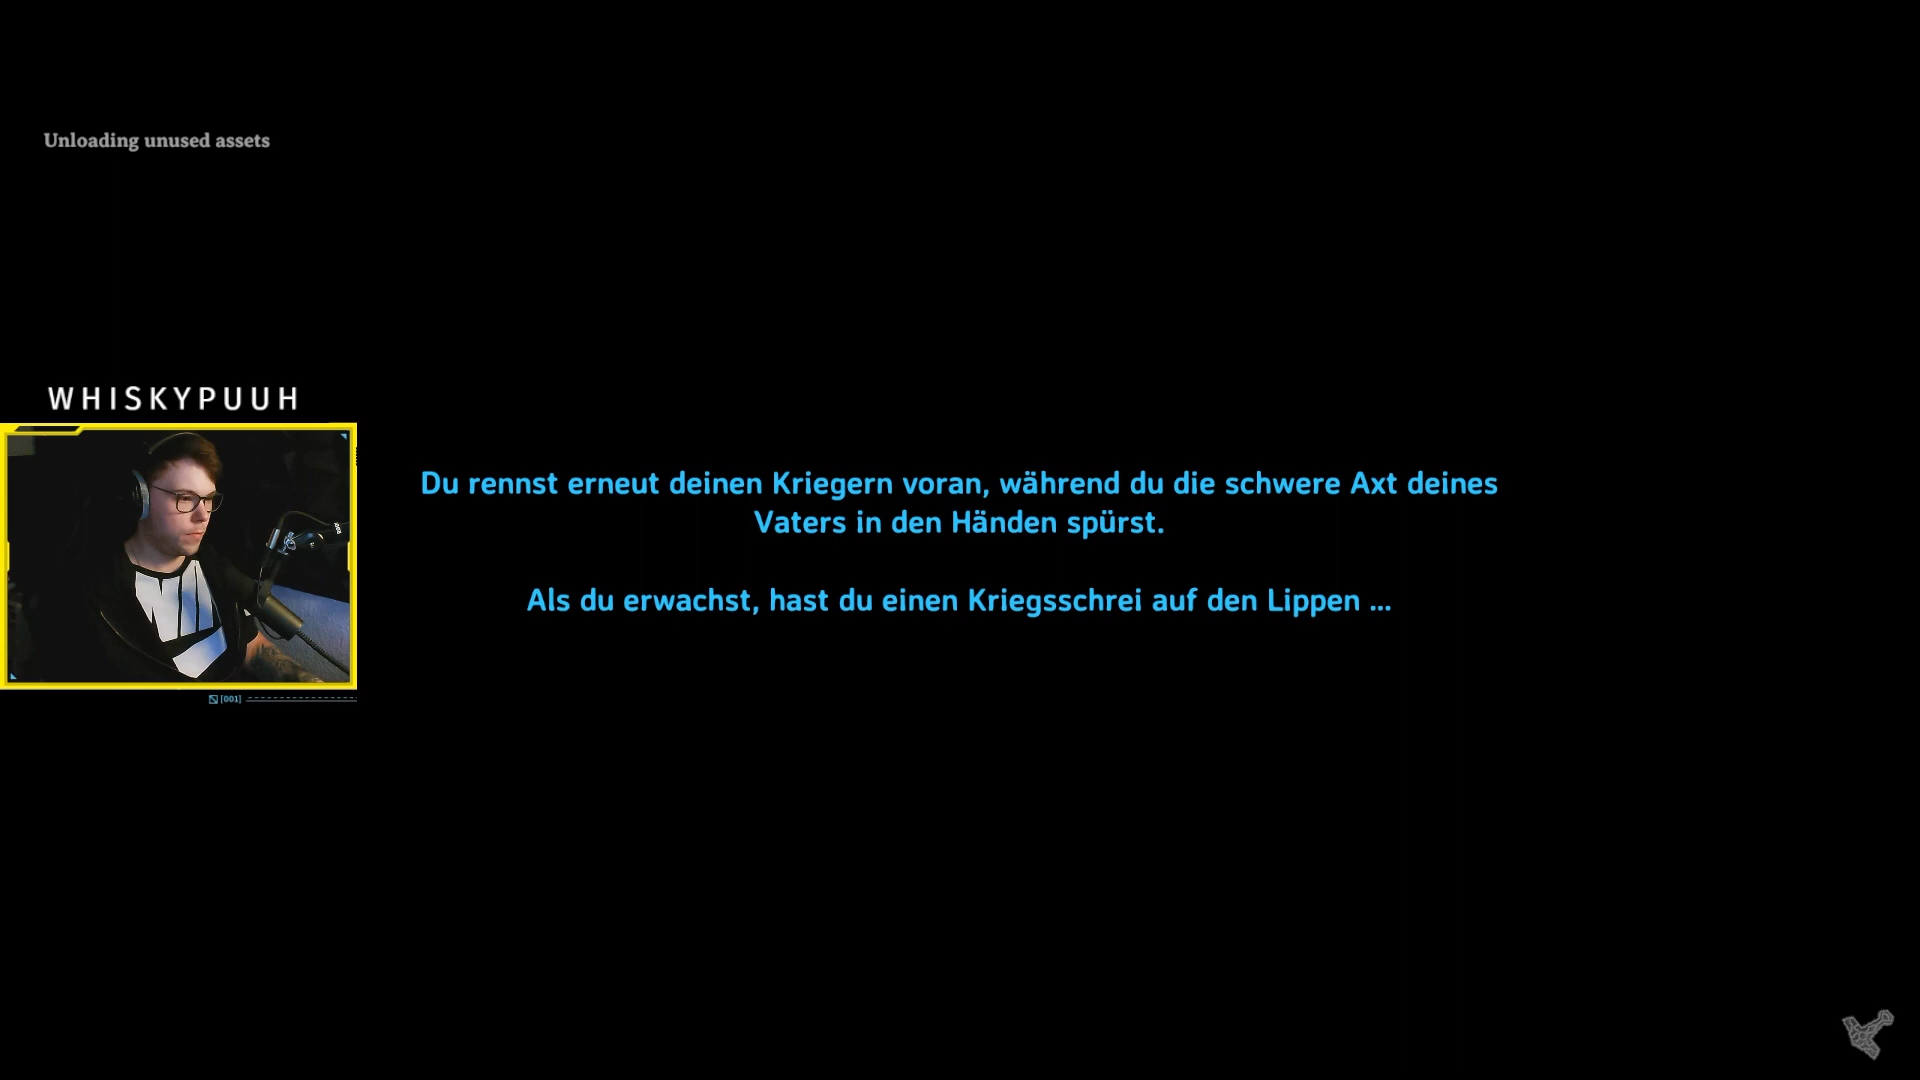 Unloading unused assets
WHISKYPUUH
Du rennst erneut deinen Kriegern voran, während du die schwere Axt deines
Vaters in den Händen spürst.
Als du erwachst, hast du einen Kriegsschrei auf den Lippen ...
[001]